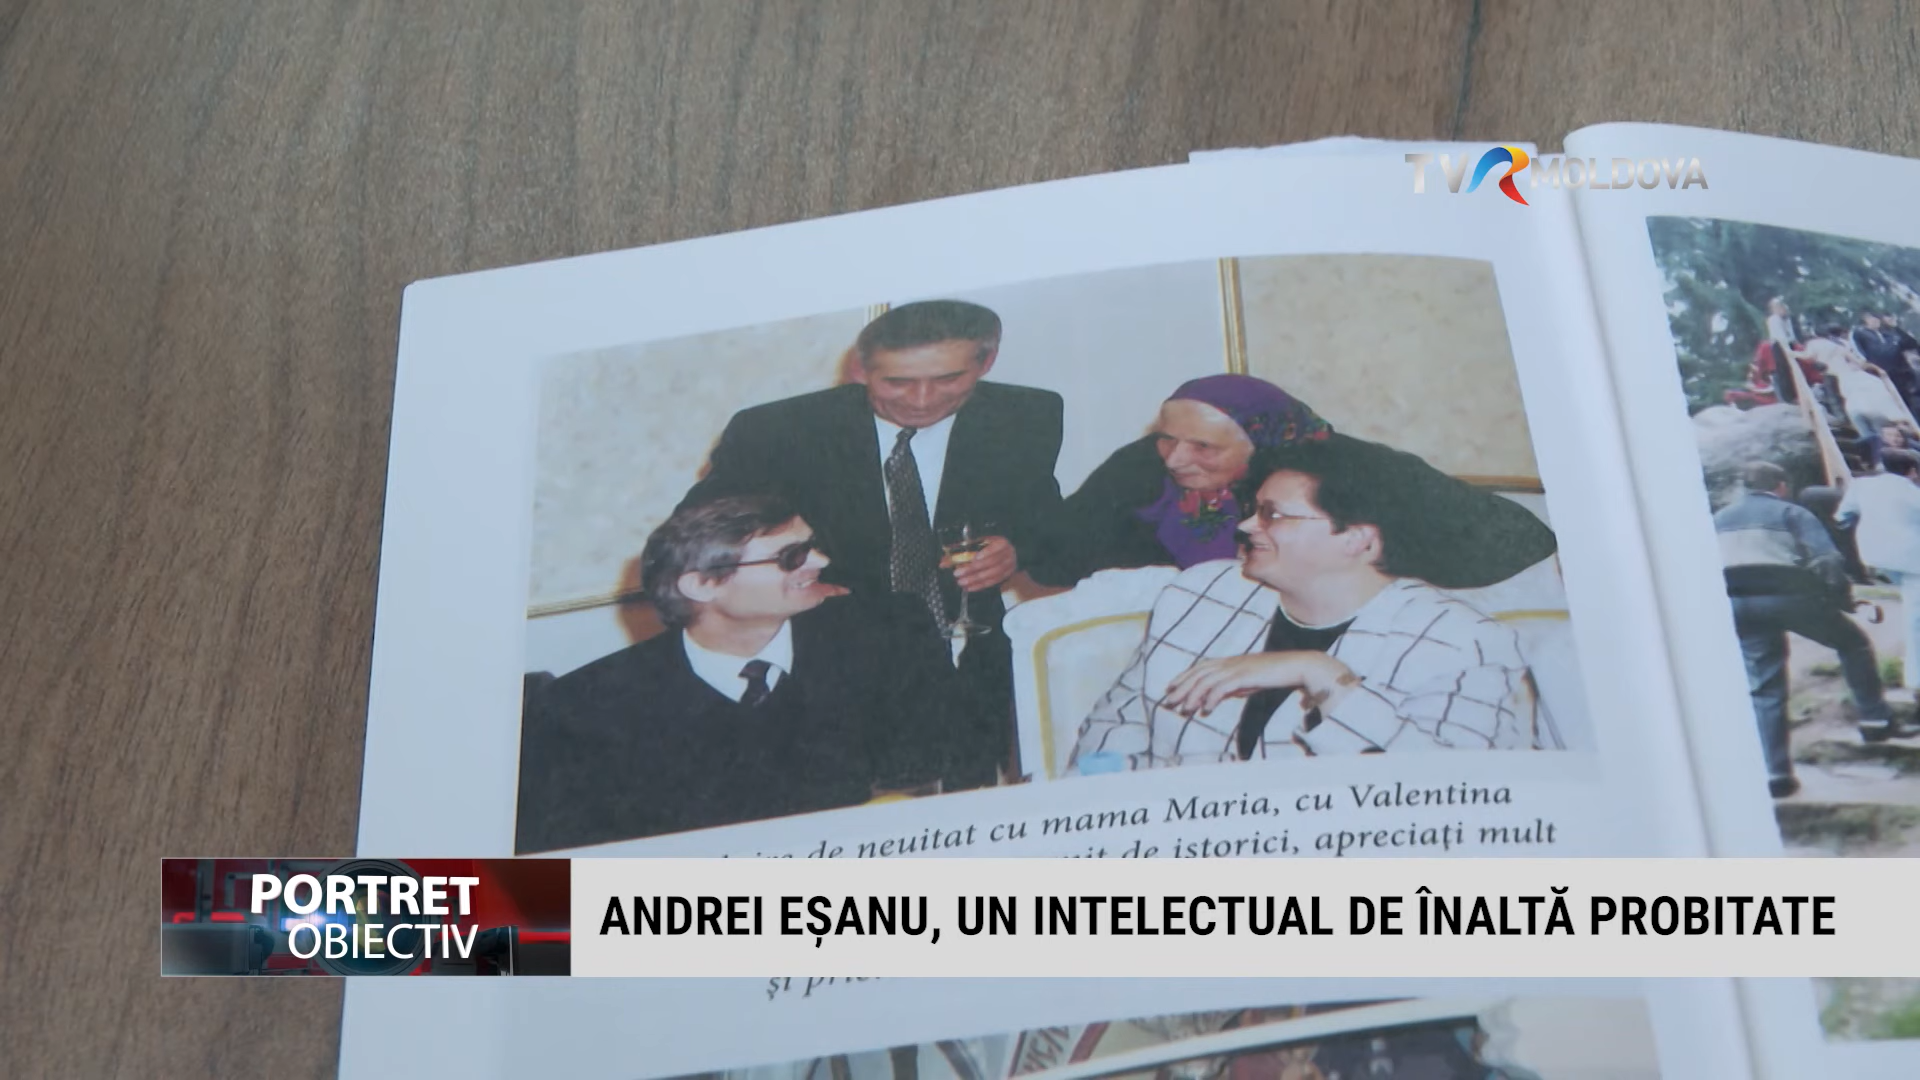 TVR MOLDOVA
de neuitat cu mama Maria, cu Valentina
de istorici, apreciați mult
PORTRET
OBIECTIV
ANDREI EȘANU, UN INTELECTUAL DE ÎNALTĂ PROBITATE
și